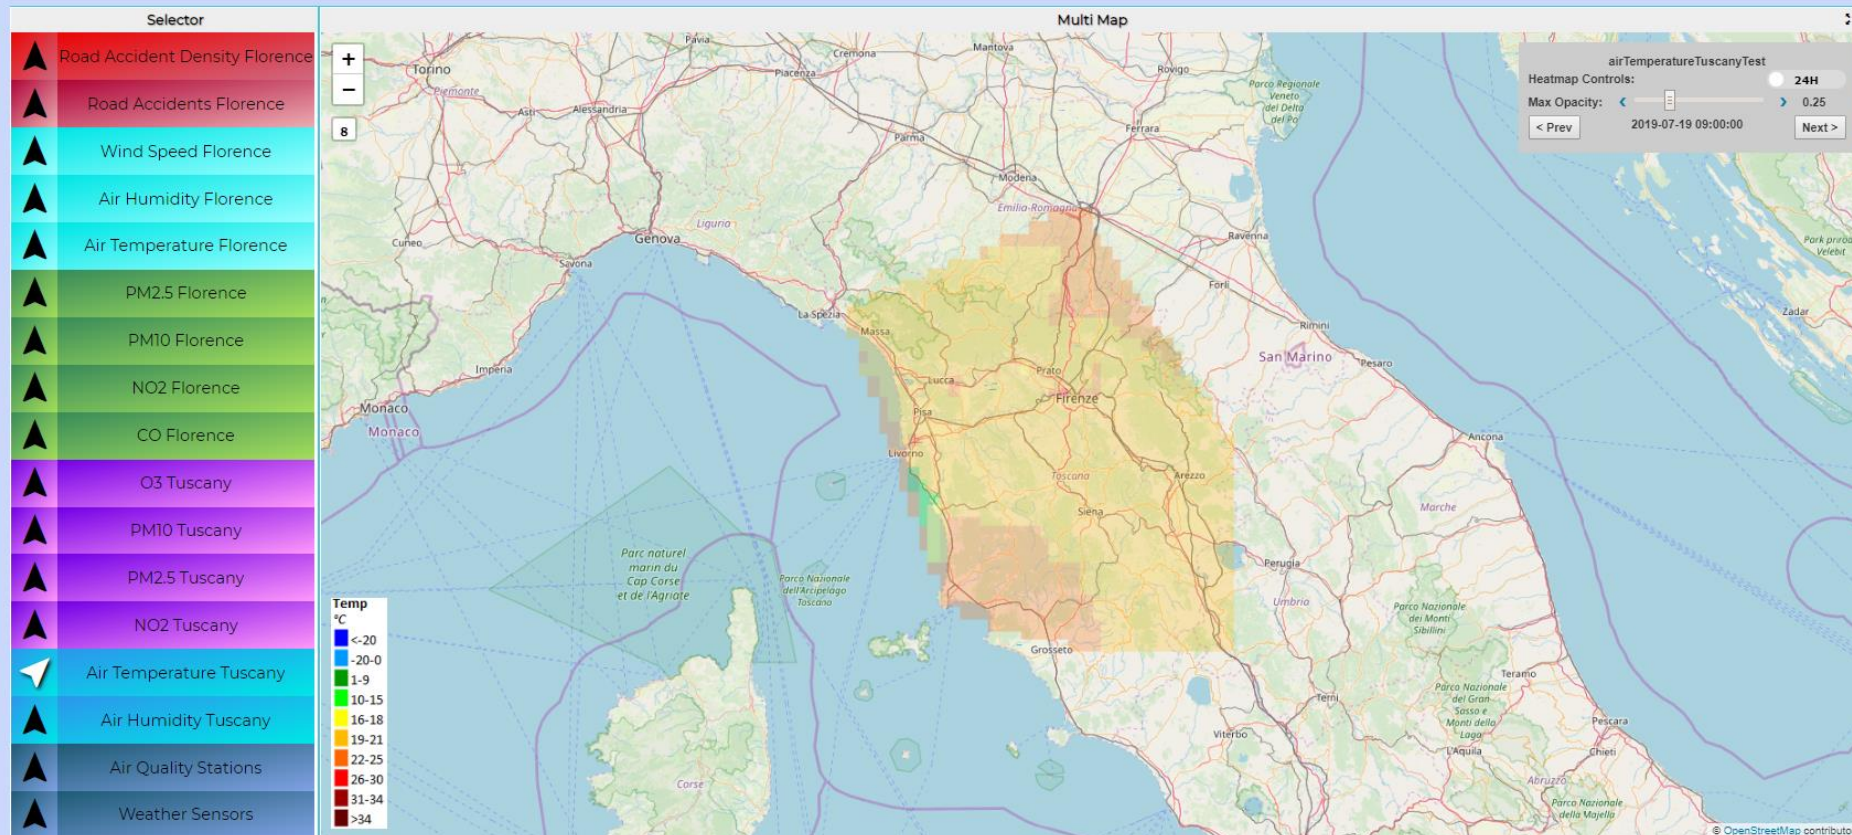 Selector
Road Accident Density Florence
Road Accidents Florence
Wind Speed Florence
Air Humidity Florence
Air Temperature Florence
PM2.5 Florence
PM10 Florence
NO2 Florence
CO Florence
O3 Tuscany
PM10 Tuscany
PM2.5 Tuscany
NO2 Tuscany
Air Temperature Tuscany
Air Humidity Tuscany
Air Quality Stations
Weather Sensors
Multi Map
+
−
8
airTemperatureTuscanyTest
Heatmap Controls:
24H
Max Opacity:
0.25
< Prev
2019-07-19 09:00:00
Next >
Pavia
Cremona
Mantova
Torino
Piacenza
Rovigo
Piemonte
Parco Regionale
Veneto
del Delta
del Po
Asti
Alessandria
Parma
Ferrara
Modena
Emilia-Romagna
Liguria
Cuneo
Genova
Ravenna
Park prirod
Velebit
Savona
Forlì
La Spezia
Zadar
Massa
Rimini
San Marino
Pesaro
Imperia
Prato
Lucca
Firenze
Monaco
Monaco
Pisa
Ancona
Livorno
Toscana
Arezzo
Siena
Marche
Parc naturel
marin du
Cap Corse
et de l'Agriate
Parco Nazionale
dell'Arcipelago
Toscano
Perugia
Umbria
Parco Nazionale
dei Monti
Sibillini
Grosseto
Teramo
Parco Nazionale
del Gran
Sasso e
Monti della
Laga
Terni
Pescara
Viterbo
L'Aquila
Chieti
Corse
Abruzzo
Parco Nazionale
della Majella
Temp
°C
<-20
-20-0
1-9
10-15
16-18
19-21
22-25
26-30
31-34
>34
© OpenStreetMap contributo